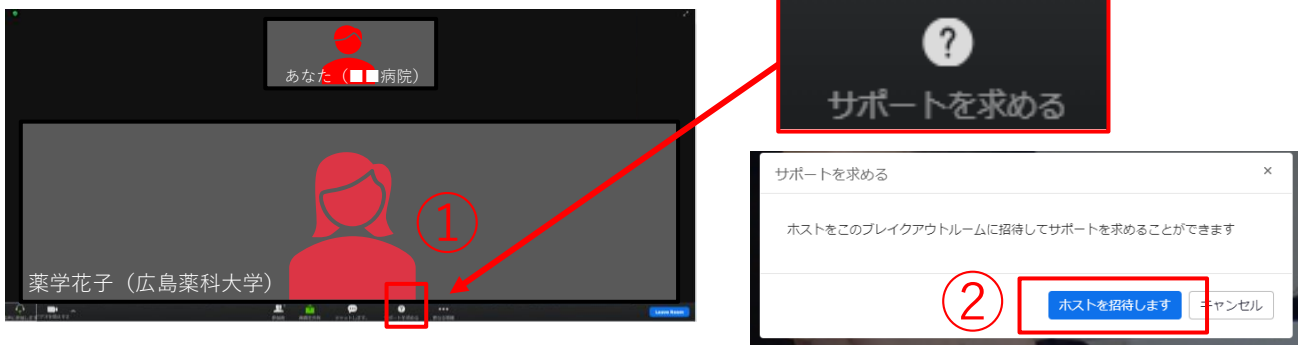 あなた（■■病院）
①
薬学花子（広島薬科大学）
Leave Room
?
サポートを求める
サポートを求める ×
ホストをこのブレイクアウトルームに招待してサポートを求めることができます
②
ホストを招待します キャンセル